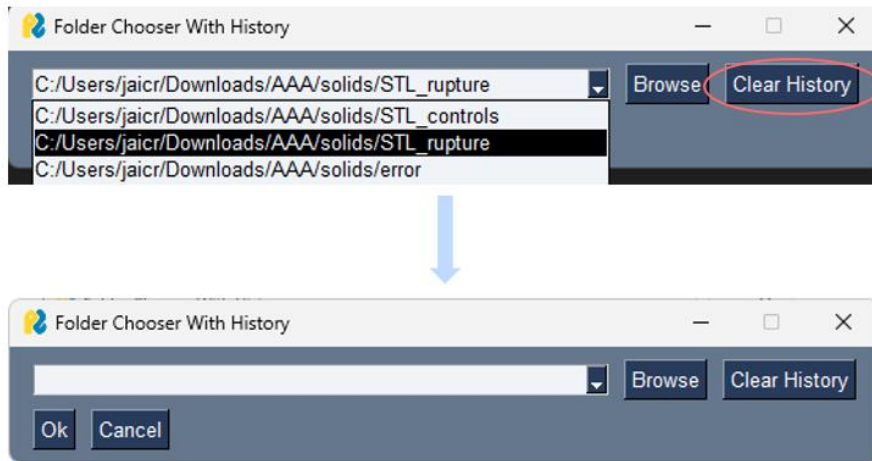 Folder Chooser With History
C:/Users/jaicr/Downloads/AAA/solids/STL_rupture Browse Clear History
C:/Users/jaicr/Downloads/AAA/solids/STL_controls
C:/Users/jaicr/Downloads/AAA/solids/STL_rupture
C:/Users/jaicr/Downloads/AAA/solids/error
Folder Chooser With History
Browse Clear History
Ok Cancel